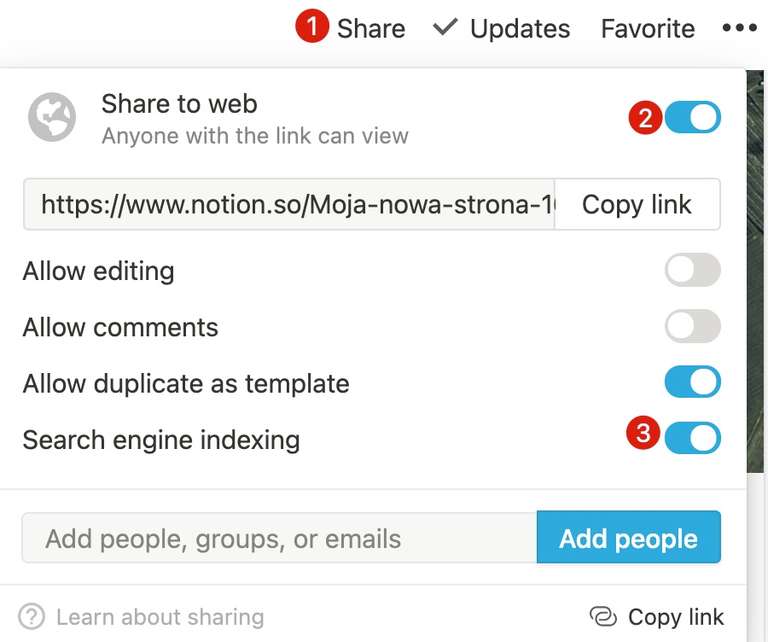 1 Share Updates Favorite
Share to web
Anyone with the link can view
2
https://www.notion.so/Moja-nowa-strona-1 Copy link
Allow editing
Allow comments
Allow duplicate as template
Search engine indexing 3
Add people, groups, or emails Add people
? Learn about sharing Copy link